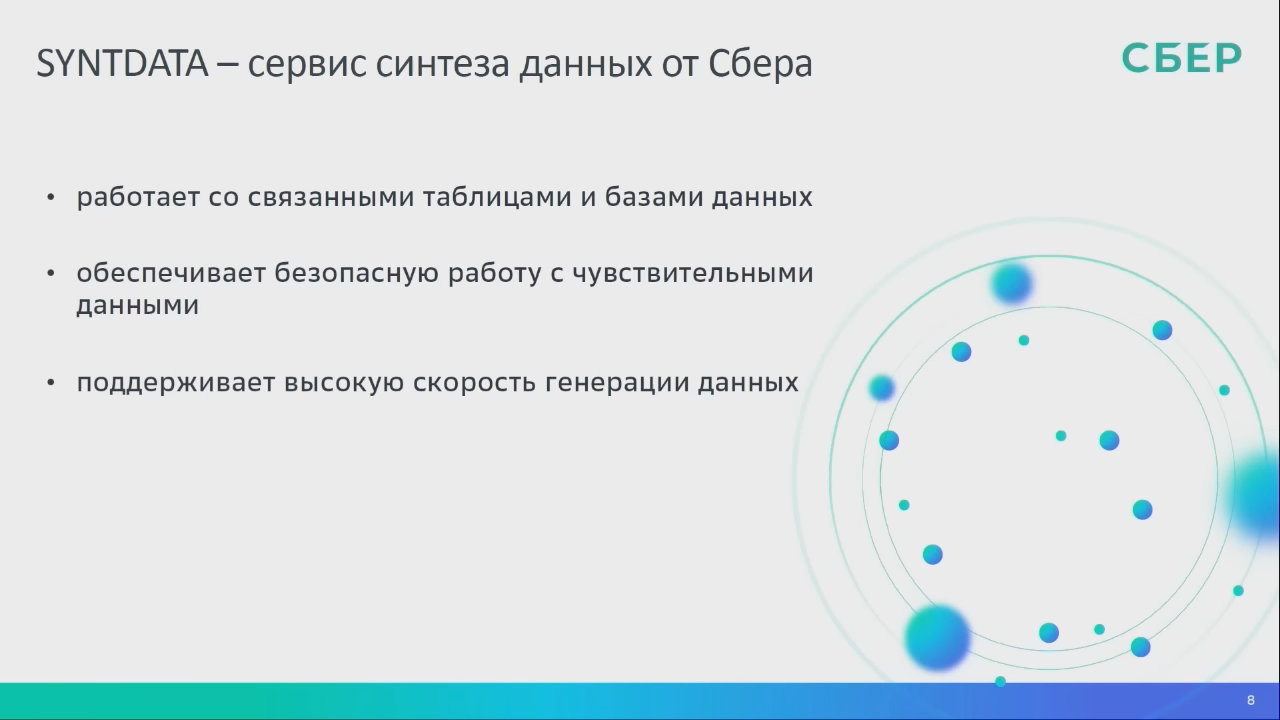 SYNTDATA – сервис синтеза данных от Сбера
СБЕР
• работает со связанными таблицами и базами данных
• обеспечивает безопасную работу с чувствительными
данными
• поддерживает высокую скорость генерации данных
8